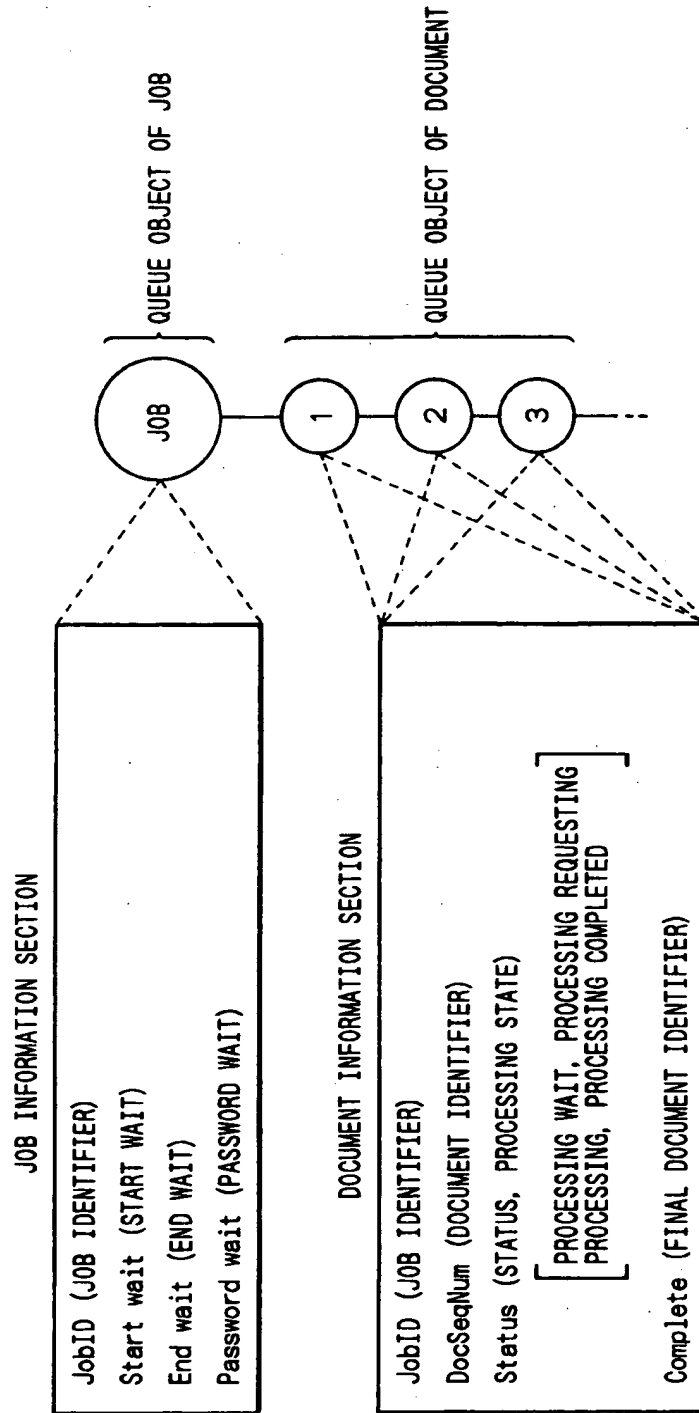 JOB INFORMATION SECTION
JobID (JOB IDENTIFIER)
Start wait (START WAIT)
End wait (END WAIT)
Password wait (PASSWORD WAIT)
JOB
QUEUE OBJECT OF JOB
DOCUMENT INFORMATION SECTION
JobID (JOB IDENTIFIER)
DocSeqNum (DOCUMENT IDENTIFIER)
Status (STATUS, PROCESSING STATE)
[PROCESSING WAIT, PROCESSING REQUESTING
PROCESSING, PROCESSING COMPLETED]
Complete (FINAL DOCUMENT IDENTIFIER)
1
2
3
QUEUE OBJECT OF DOCUMENT